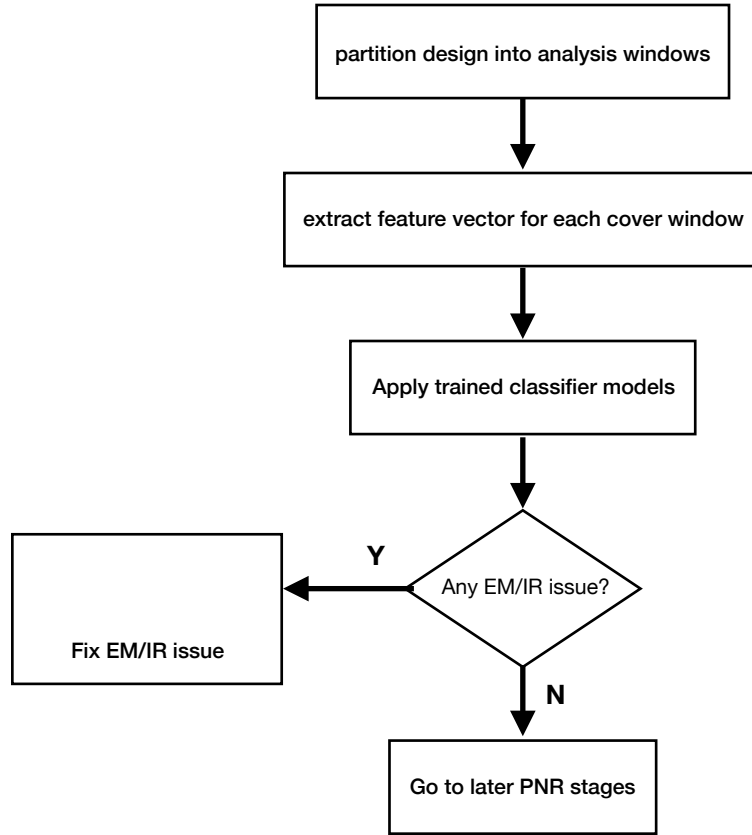 partition design into analysis windows
extract feature vector for each cover window
Apply trained classifier models
Any EM/IR issue?
Y
Fix EM/IR issue
N
Go to later PNR stages